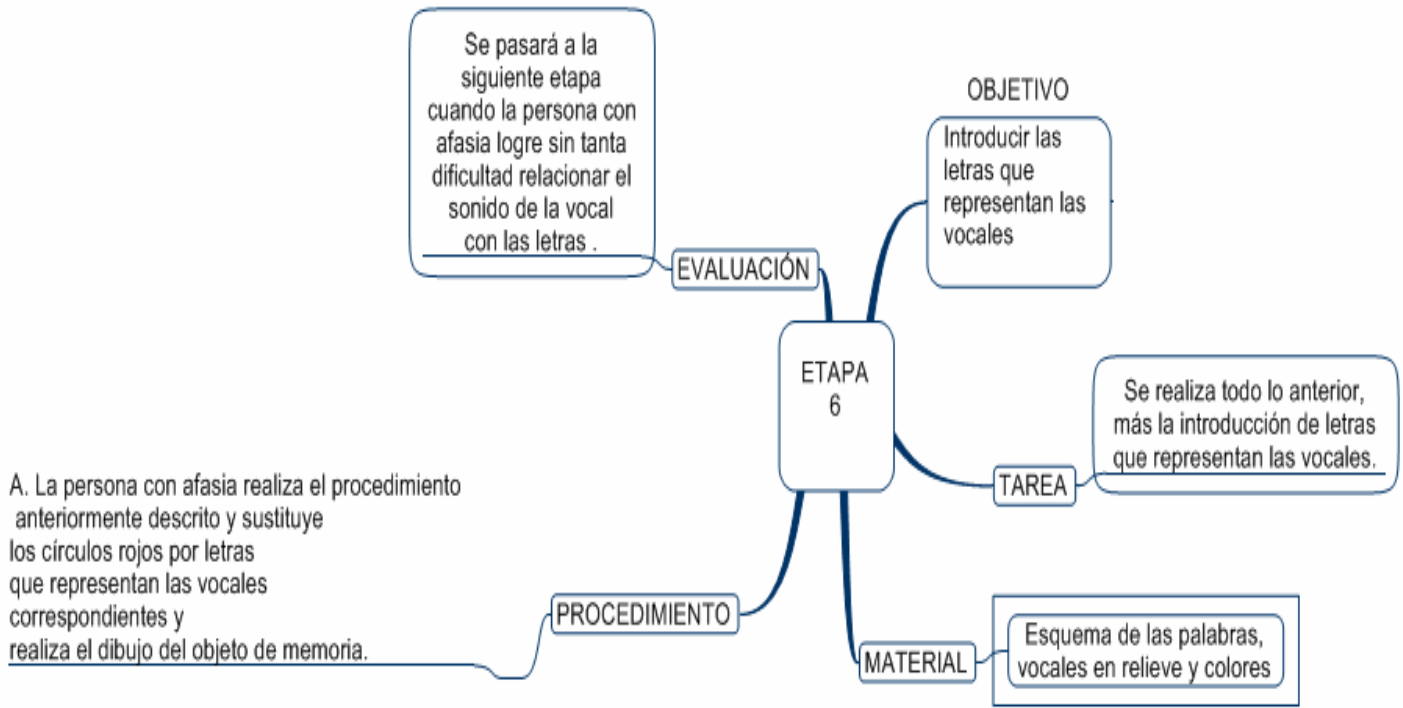 Se pasará a la
siguiente etapa
cuando la persona con
afasia logre sin tanta
dificultad relacionar el
sonido de la vocal
con las letras .
EVALUACIÓN
OBJETIVO
Introducir las
letras que
representan las
vocales
ETAPA
6
Se realiza todo lo anterior,
más la introducción de letras
que representan las vocales.
TAREA
A. La persona con afasia realiza el procedimiento
anteriormente descrito y sustituye
los círculos rojos por letras
que representan las vocales
correspondientes y
realiza el dibujo del objeto de memoria.
PROCEDIMIENTO
MATERIAL
Esquema de las palabras,
vocales en relieve y colores